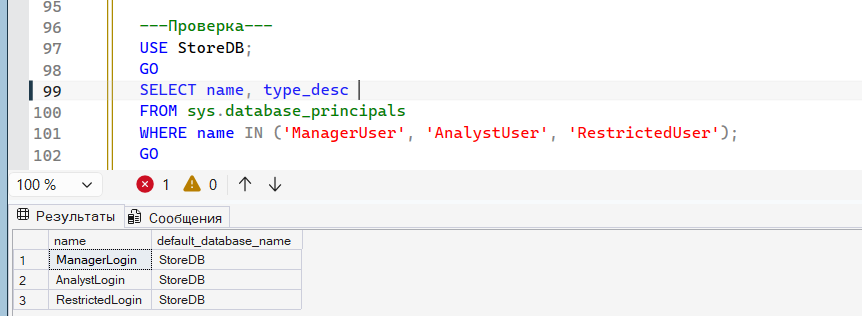 95
96 ---Проверка---
97 USE StoreDB;
98 GO
99 SELECT name, type_desc
100 FROM sys.database_principals
101 WHERE name IN ('ManagerUser', 'AnalystUser', 'RestrictedUser');
102 GO
100 % 1 0
Результаты Сообщения
name default_database_name
1 ManagerLogin StoreDB
2 AnalystLogin StoreDB
3 RestrictedLogin StoreDB